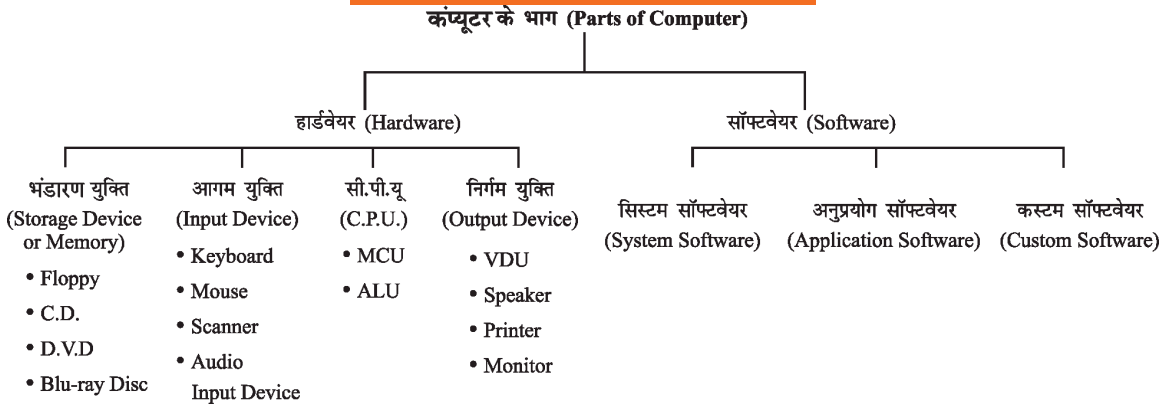 कंप्यूटर के भाग (Parts of Computer)
हार्डवेयर (Hardware)
सॉफ्टवेयर (Software)
भंडारण युक्ति
(Storage Device
or Memory)
• Floppy
• C.D.
• D.V.D
• Blu-ray Disc
आगम युक्ति
(Input Device)
• Keyboard
• Mouse
• Scanner
• Audio
Input Device
सी.पी.यू
(C.P.U.)
• MCU
• ALU
निर्गम युक्ति
(Output Device)
• VDU
• Speaker
• Printer
• Monitor
सिस्टम सॉफ्टवेयर
(System Software)
अनुप्रयोग सॉफ्टवेयर
(Application Software)
कस्टम सॉफ्टवेयर
(Custom Software)